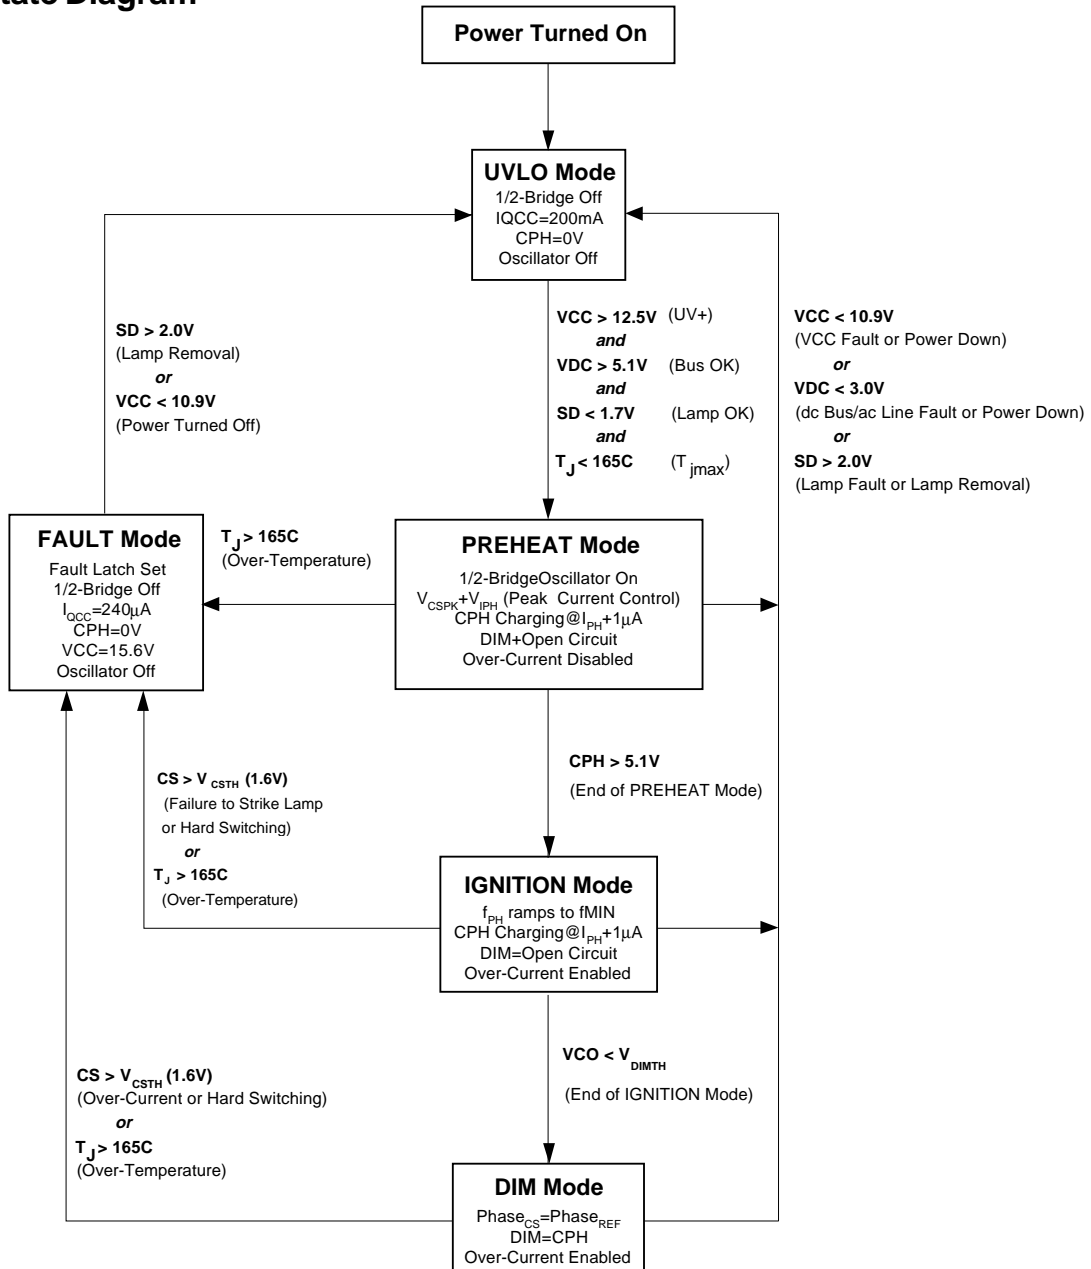 Power Turned On
UVLO Mode
1/2-Bridge Off
IQCC=200mA
CPH=0V
Oscillator Off
SD > 2.0V
(Lamp Removal)
or
VCC < 10.9V
(Power Turned Off)
VCC > 12.5V (UV+)
and
VDC > 5.1V (Bus OK)
and
SD < 1.7V (Lamp OK)
and
TJ < 165C (Tjmax)
VCC < 10.9V
(VCC Fault or Power Down)
or
VDC < 3.0V
(dc Bus/ac Line Fault or Power Down)
or
SD > 2.0V
(Lamp Fault or Lamp Removal)
FAULT Mode
Fault Latch Set
1/2-Bridge Off
IQCC=240μA
CPH=0V
VCC=15.6V
Oscillator Off
TJ > 165C
(Over-Temperature)
PREHEAT Mode
1/2-BridgeOscillator On
VCSPK+VIPH (Peak Current Control)
CPH Charging@IPH+1μA
DIM+Open Circuit
Over-Current Disabled
CS > VCSTH (1.6V)
(Failure to Strike Lamp
or Hard Switching)
or
TJ > 165C
(Over-Temperature)
CPH > 5.1V
(End of PREHEAT Mode)
IGNITION Mode
fPH ramps to fMIN
CPH Charging@IPH+1μA
DIM=Open Circuit
Over-Current Enabled
CS > VCSTH (1.6V)
(Over-Current or Hard Switching)
or
TJ > 165C
(Over-Temperature)
VCO < VDIMTH
(End of IGNITION Mode)
DIM Mode
PhaseCS=PhaseREF
DIM=CPH
Over-Current Enabled